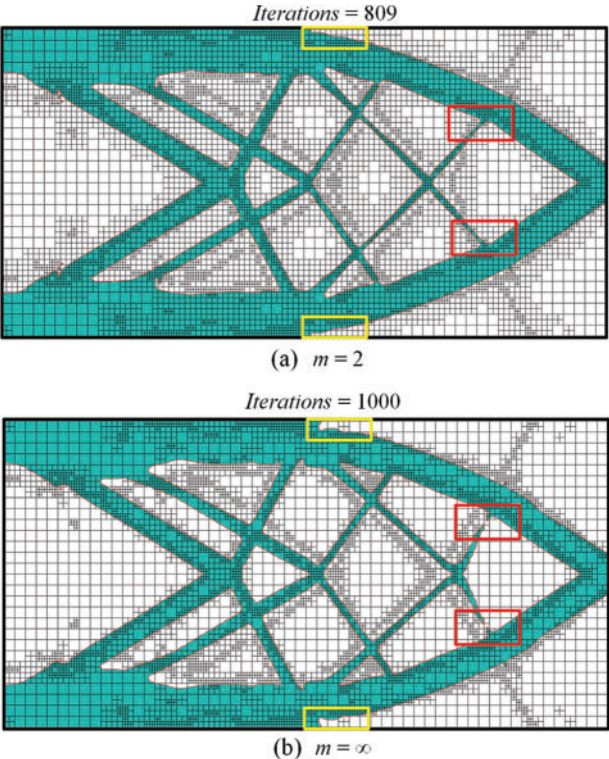 Iterations = 809
(a) m = 2
Iterations = 1000
(b) m = ∞